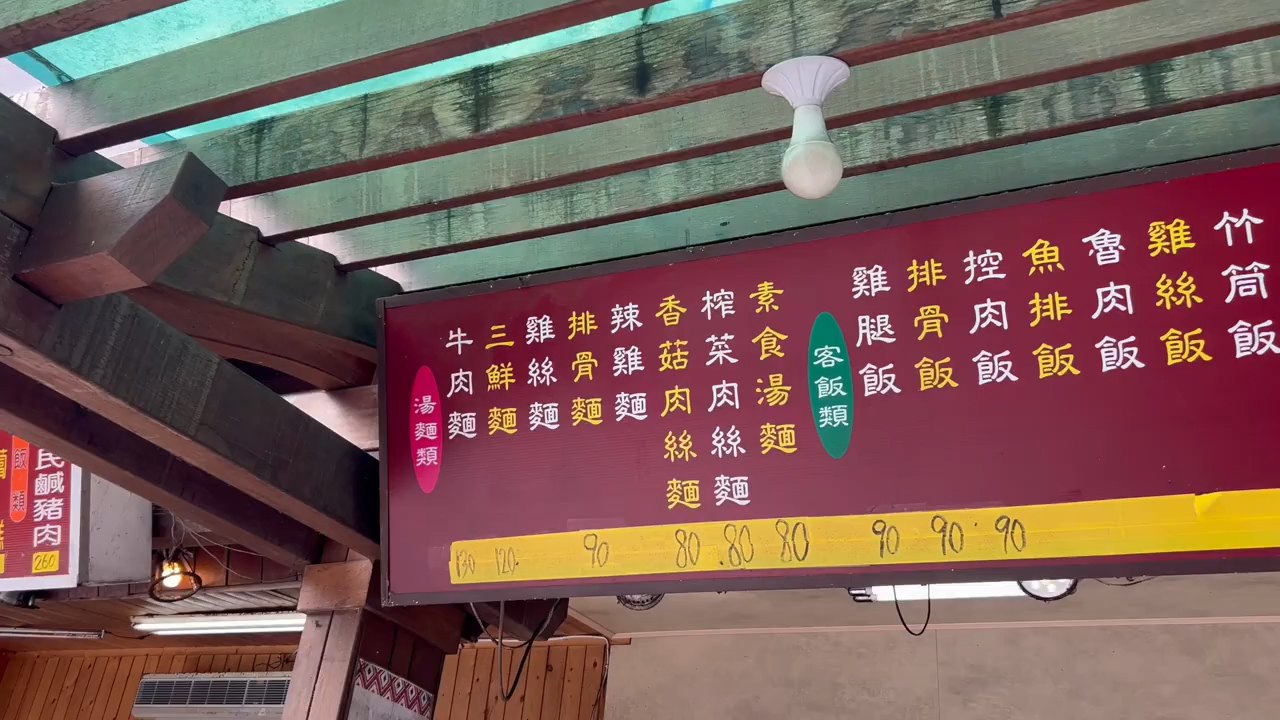 湯麵類
牛肉麵
三鮮麵
雞絲麵
排骨麵
辣雞麵
香菇肉絲麵
榨菜肉絲麵
素食湯麵
客飯類
雞腿飯
排骨飯
控肉飯
魚排飯
魯肉飯
雞絲飯
竹筒飯
130 120. 90 80 .80 80 90 90. 90
飯類
民鹹豬肉
260